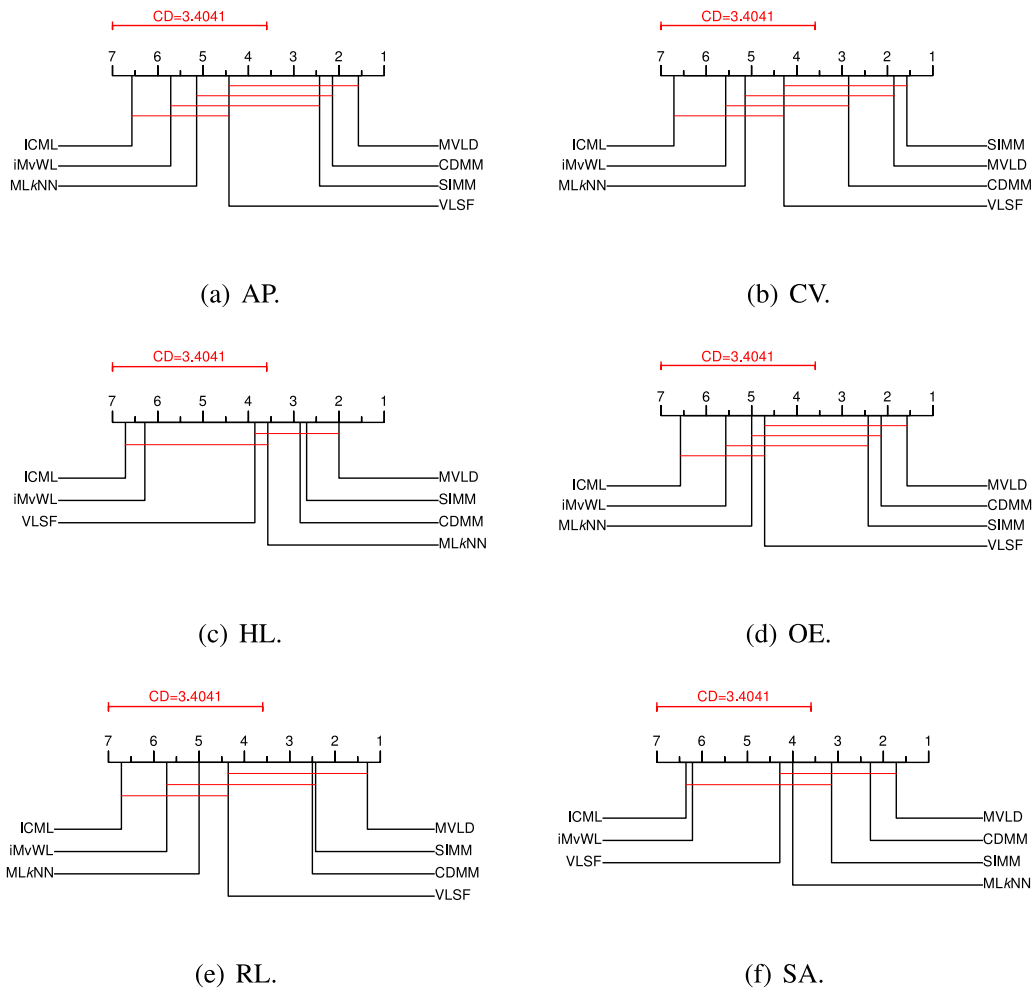 CD=3.4041
7 6 5 4 3 2 1
ICML
iMvWL
MLkNN
MVLD
CDMM
SIMM
VLSF
(a) AP.
CD=3.4041
7 6 5 4 3 2 1
ICML
iMvWL
MLkNN
SIMM
MVLD
CDMM
VLSF
(b) CV.
CD=3.4041
7 6 5 4 3 2 1
ICML
iMvWL
VLSF
MVLD
SIMM
CDMM
MLkNN
(c) HL.
CD=3.4041
7 6 5 4 3 2 1
ICML
iMvWL
MLkNN
MVLD
CDMM
SIMM
VLSF
(d) OE.
CD=3.4041
7 6 5 4 3 2 1
ICML
iMvWL
MLkNN
MVLD
SIMM
CDMM
VLSF
(e) RL.
CD=3.4041
7 6 5 4 3 2 1
ICML
iMvWL
VLSF
MVLD
CDMM
SIMM
MLkNN
(f) SA.